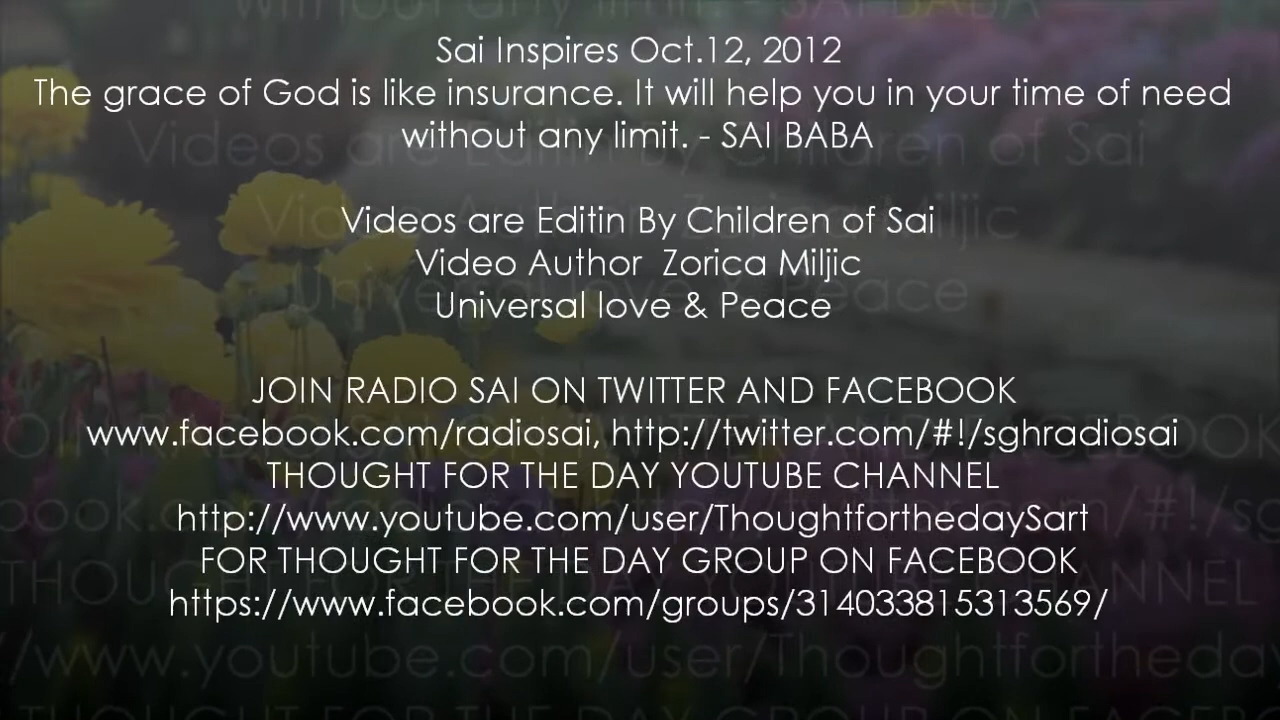 Sai Inspires Oct.12, 2012
The grace of God is like insurance. It will help you in your time of need
without any limit. - SAI BABA
Videos are Editin By Children of Sai
Video Author Zorica Miljic
Universal love & Peace
JOIN RADIO SAI ON TWITTER AND FACEBOOK
www.facebook.com/radiosai, http://twitter.com/#!/sghradiosai
THOUGHT FOR THE DAY YOUTUBE CHANNEL
http://www.youtube.com/user/ThoughtforthedaySart
FOR THOUGHT FOR THE DAY GROUP ON FACEBOOK
https://www.facebook.com/groups/314033815313569/